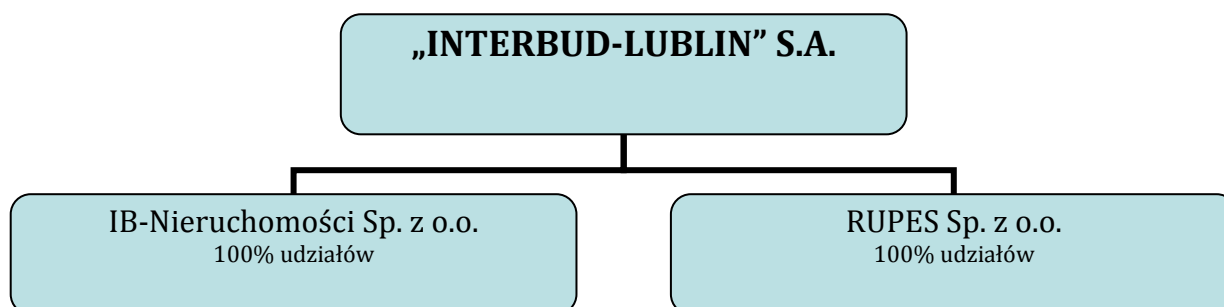 „INTERBUD-LUBLIN” S.A.
IB-Nieruchomości Sp. z o.o.
100% udziałów
RUPES Sp. z o.o.
100% udziałów